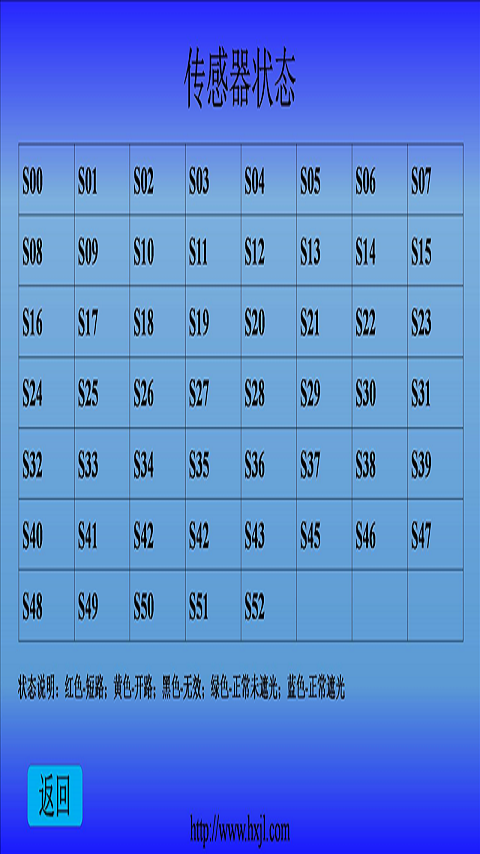 传感器状态
S00 S01 S02 S03 S04 S05 S06 S07
S08 S09 S10 S11 S12 S13 S14 S15
S16 S17 S18 S19 S20 S21 S22 S23
S24 S25 S26 S27 S28 S29 S30 S31
S32 S33 S34 S35 S36 S37 S38 S39
S40 S41 S42 S42 S43 S45 S46 S47
S48 S49 S50 S51 S52
状态说明：红色-短路；黄色-开路；黑色-无效；绿色-正常未遮光；蓝色-正常遮光
返回
http://www.hxjl.com